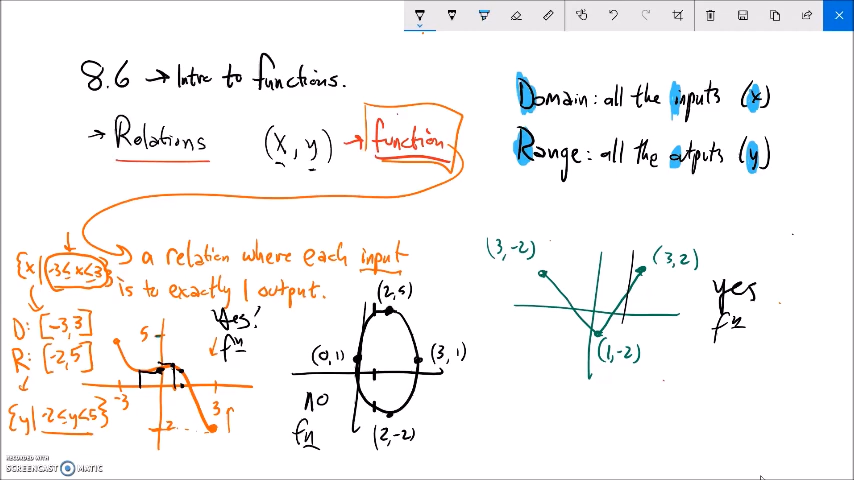 8.6 → Intro to functions.
→ Relations (x, y) → function
Domain: all the inputs (x)
Range: all the outputs (y)
a relation where each input
is to exactly 1 output.
{x| -3≤x≤3}
D: [-3,3]
R: [-2,5]
{y| -2≤y≤5}
5
-3
3
2
Yes!
fn
(2,5)
(0,1)
(3,1)
(2,-2)
no
fn
(3,-2)
(3,2)
(1,-2)
yes
fn
RECORDED WITH
SCREENCAST MATIC